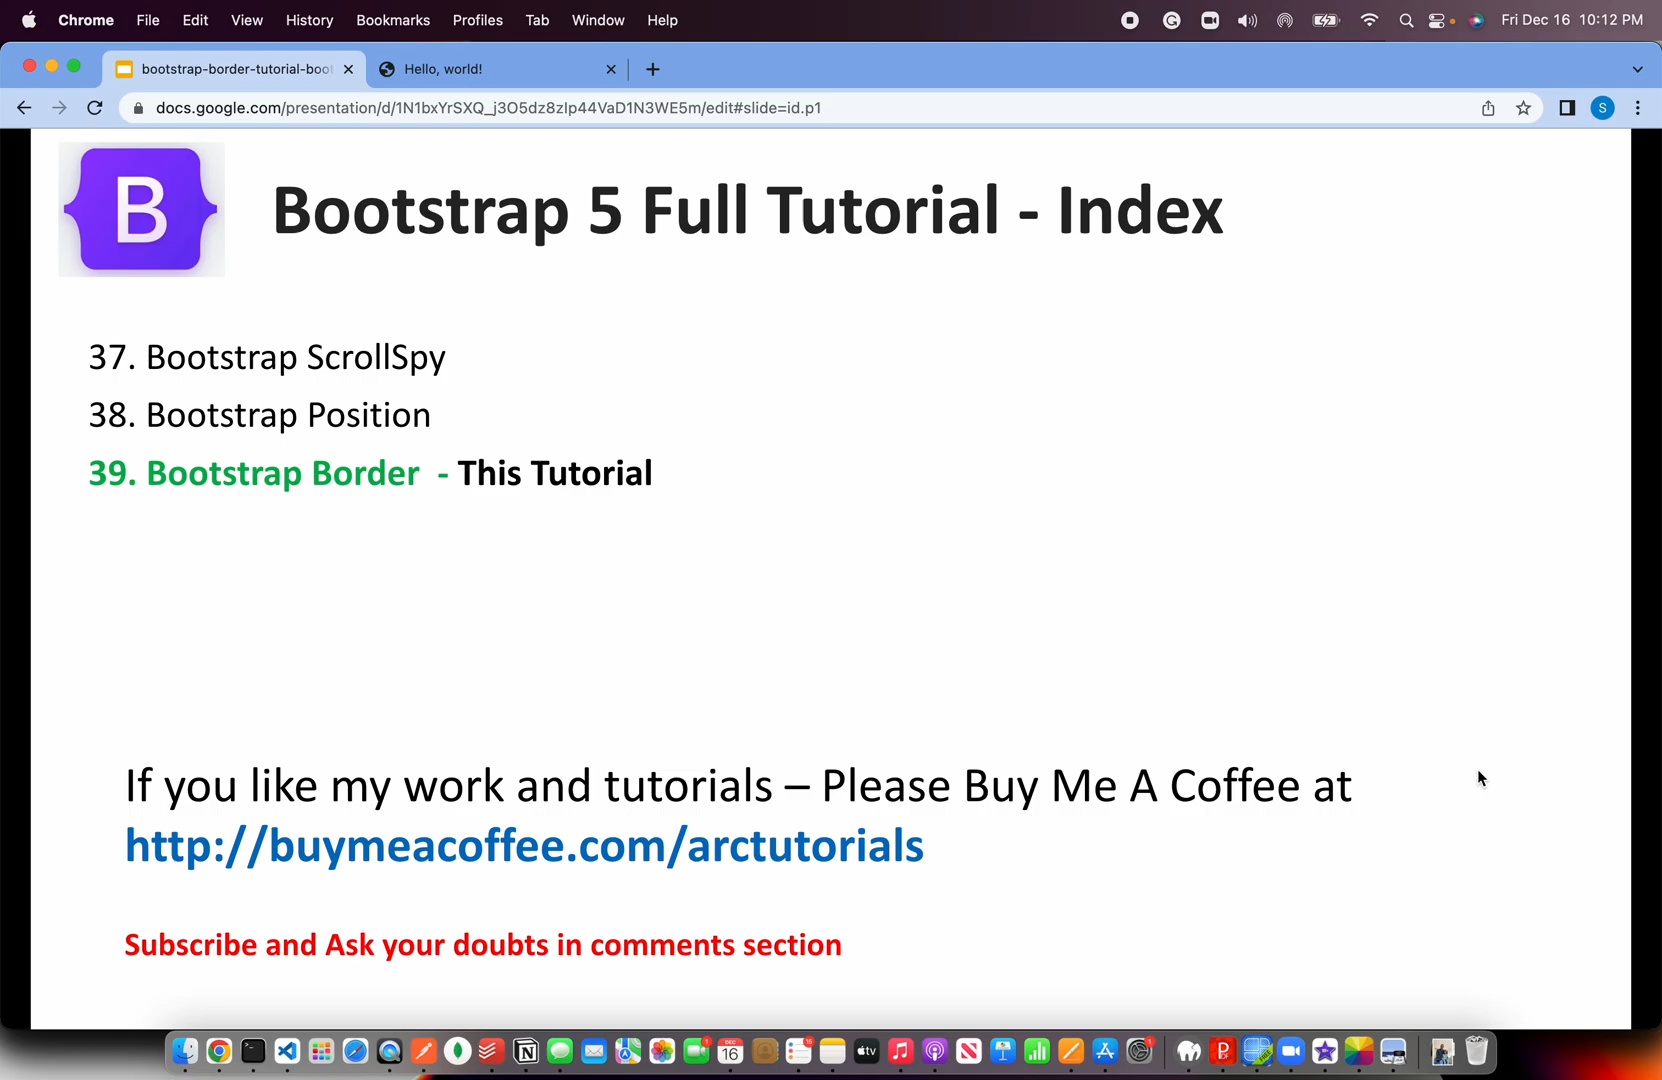 Chrome File Edit View History Bookmarks Profiles Tab Window Help Fri Dec 16 10:12 PM
bootstrap-border-tutorial-boot Hello, world!
docs.google.com/presentation/d/1N1bxYrSXQ_j3O5dz8zIp44VaD1N3WE5m/edit#slide=id.p1 S
B Bootstrap 5 Full Tutorial - Index
37. Bootstrap ScrollSpy
38. Bootstrap Position
39. Bootstrap Border - This Tutorial
If you like my work and tutorials – Please Buy Me A Coffee at
http://buymeacoffee.com/arctutorials
Subscribe and Ask your doubts in comments section